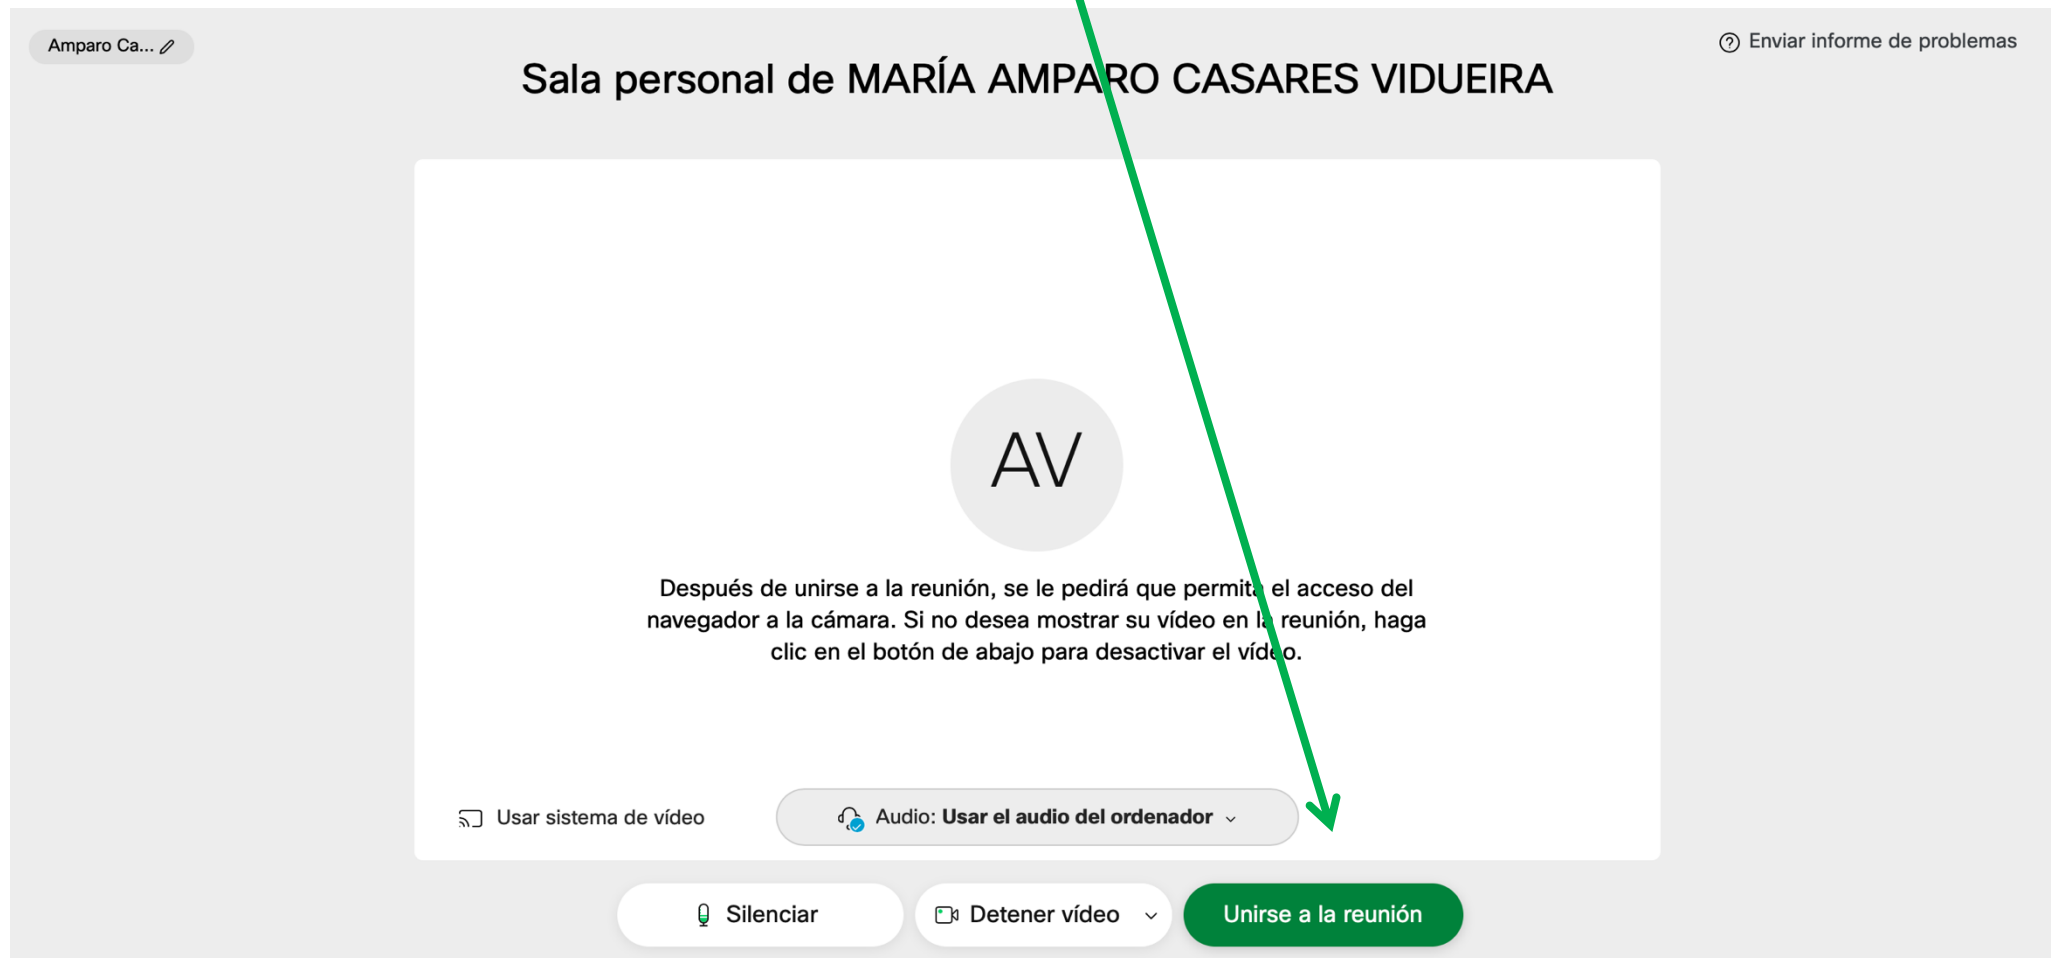 Amparo Ca...
Enviar informe de problemas
Sala personal de MARÍA AMPARO CASARES VIDUEIRA
AV
Después de unirse a la reunión, se le pedirá que permita el acceso del
navegador a la cámara. Si no desea mostrar su vídeo en la reunión, haga
clic en el botón de abajo para desactivar el vídeo.
Usar sistema de vídeo
Audio: Usar el audio del ordenador
Silenciar
Detener vídeo
Unirse a la reunión